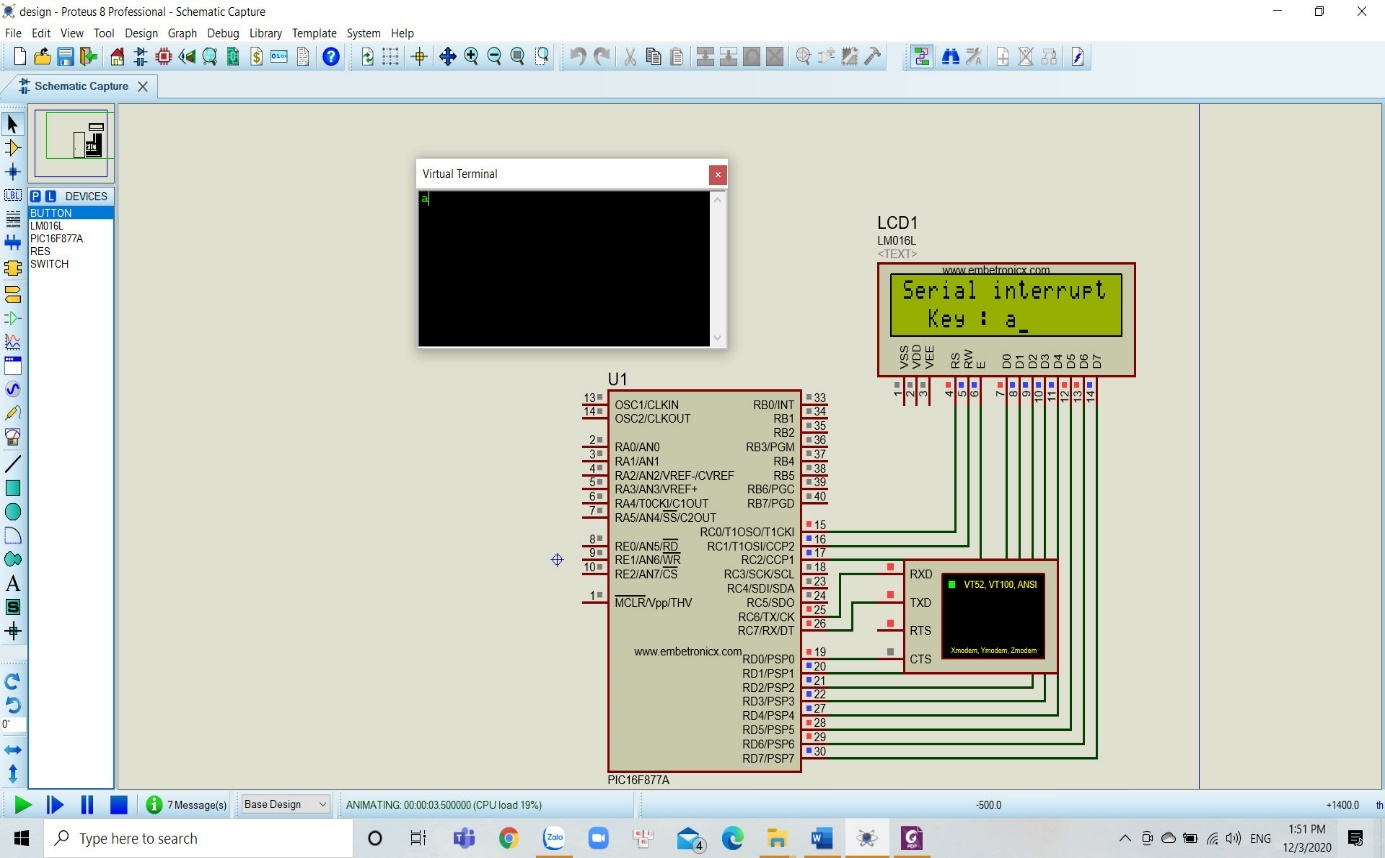 design - Proteus 8 Professional - Schematic Capture
File Edit View Tool Design Graph Debug Library Template System Help
Schematic Capture
P L DEVICES
BUTTON
LM016L
PIC16F877A
RES
SWITCH
LBL
A
S
0°
Virtual Terminal
a
LCD1
LM016L
<TEXT>
www.embetronicx.com
Serial interrupt
Key : a_
VSS VDD VEE RS RW E D0 D1 D2 D3 D4 D5 D6 D7
1 2 3 4 5 6 7 8 9 10 11 12 13 14
U1
13 OSC1/CLKIN RB0/INT 33
14 OSC2/CLKOUT RB1 34
RB2 35
2 RA0/AN0 RB3/PGM 36
3 RA1/AN1 RB4 37
4 RA2/AN2/VREF-/CVREF RB5 38
5 RA3/AN3/VREF+ RB6/PGC 39
6 RA4/T0CKI/C1OUT RB7/PGD 40
7 RA5/AN4/SS/C2OUT
RC0/T1OSO/T1CKI 15
8 RE0/AN5/RD RC1/T1OSI/CCP2 16
9 RE1/AN6/WR RC2/CCP1 17
10 RE2/AN7/CS RC3/SCK/SCL 18
RC4/SDI/SDA 23
1 MCLR/Vpp/THV RC5/SDO 24
RC6/TX/CK 25
RC7/RX/DT 26
www.embetronicx.com
RD0/PSP0 19
RD1/PSP1 20
RD2/PSP2 21
RD3/PSP3 22
RD4/PSP4 27
RD5/PSP5 28
RD6/PSP6 29
RD7/PSP7 30
PIC16F877A
RXD
TXD
RTS
CTS
VT52, VT100, ANSI
Xmodem, Ymodem, Zmodem
7 Message(s) Base Design ANIMATING: 00:00:03.500000 (CPU load 19%) -500.0 +1400.0 th
Type here to search
Zalo
4
ENG
1:51 PM
12/3/2020